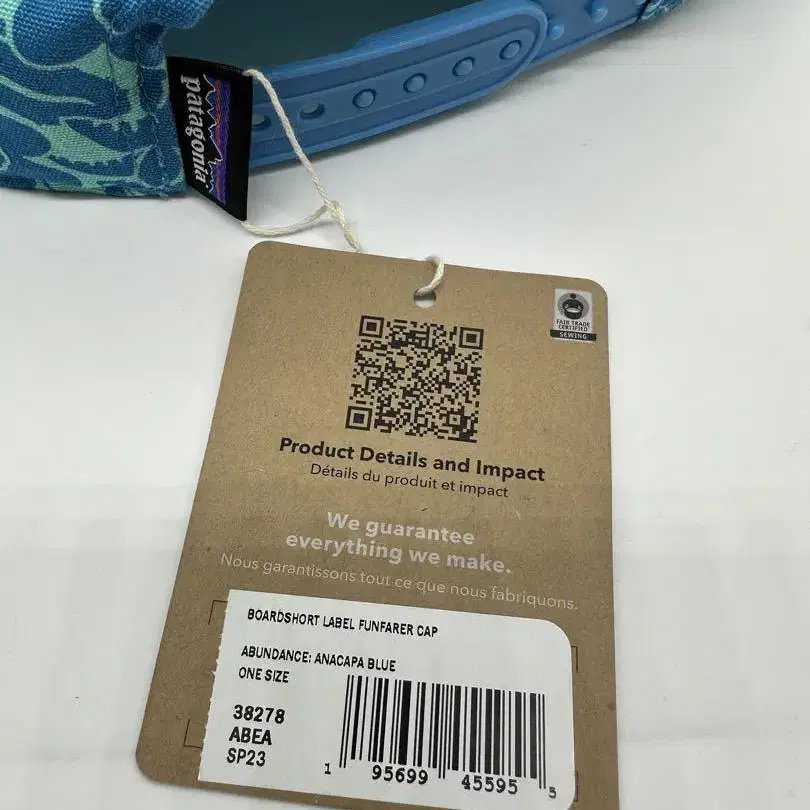 patagonia
FAIR TRADE
CERTIFIED
SEWING
Product Details and Impact
Détails du produit et impact
We guarantee
everything we make.
Nous garantissons tout ce que nous fabriquons.
BOARDSHORT LABEL FUNFARER CAP
ABUNDANCE: ANACAPA BLUE
ONE SIZE
38278
ABEA
SP23
1 95699 45595 5